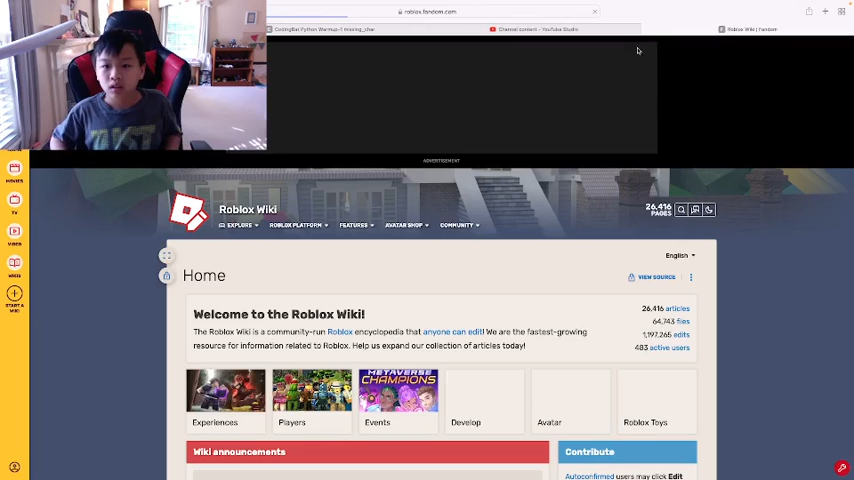 roblox.fandom.com
CodingBat Python Warmup-1 missing_char
Channel content - YouTube Studio
Roblox Wiki | Fandom
ADVERTISEMENT
MOVIES
TV
VIDEO
WIKIS
START A
WIKI
Roblox Wiki
26,416
PAGES
EXPLORE
ROBLOX PLATFORM
FEATURES
AVATAR SHOP
COMMUNITY
English
Home
VIEW SOURCE
Welcome to the Roblox Wiki!
The Roblox Wiki is a community-run Roblox encyclopedia that anyone can edit! We are the fastest-growing
resource for information related to Roblox. Help us expand our collection of articles today!
26,416 articles
64,743 files
1,197,265 edits
483 active users
METAVERSE
CHAMPIONS
Experiences
Players
Events
Develop
Avatar
Roblox Toys
Wiki announcements
Contribute
Autoconfirmed users may click Edit